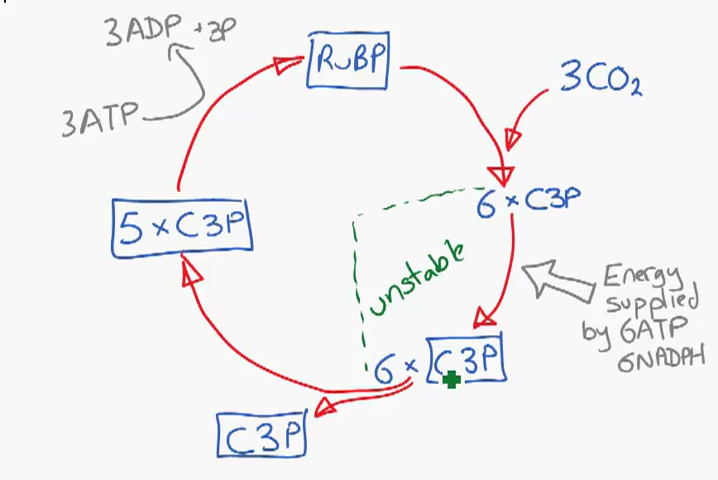 3ADP +3P
RuBP
3CO2
3ATP
6 × C3P
5 × C3P
unstable
Energy
supplied
by 6ATP
6NADPH
6 × C3P
C3P